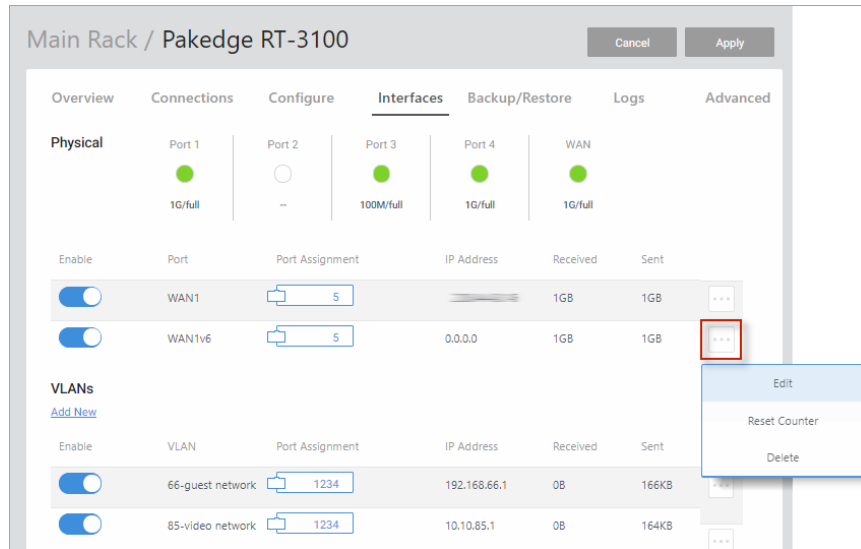 Main Rack / Pakedge RT-3100
Cancel Apply
Overview Connections Configure Interfaces Backup/Restore Logs Advanced
Physical Port 1 Port 2 Port 3 Port 4 WAN
1G/full -- 100M/full 1G/full 1G/full
Enable Port Port Assignment IP Address Received Sent
WAN1 5 1GB 1GB
WAN1v6 5 0.0.0.0 1GB 1GB
Edit
VLANs
Add New
Reset Counter
Enable VLAN Port Assignment IP Address Received Sent
Delete
66-guest network 1234 192.168.66.1 0B 166KB
85-video network 1234 10.10.85.1 0B 164KB